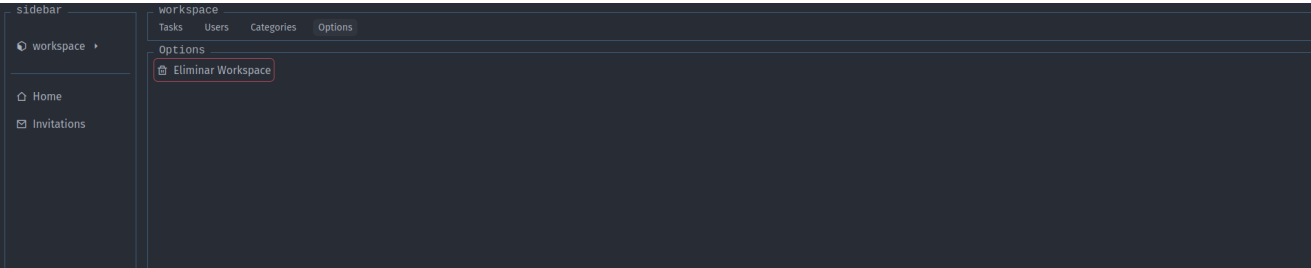 sidebar
workspace
Home
Invitations
workspace
Tasks Users Categories Options
Options
Eliminar Workspace